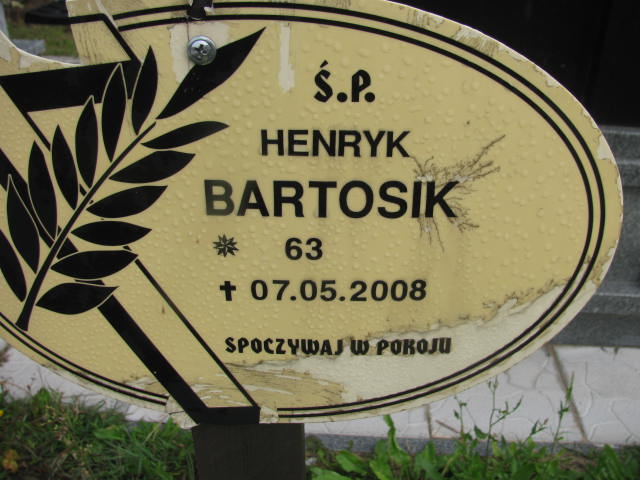 Ś.P.
HENRYK
BARTOSIK
✴ 63
✝ 07.05.2008
SPOCZYWAJ W POKOJU